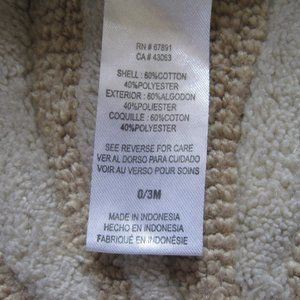 RN # 67891
CA # 43063
SHELL : 60%COTTON
40%POLYESTER
EXTERIOR : 60%ALGODON
40%POLIESTER
COQUILLE : 60%COTON
40%POLYESTER
SEE REVERSE FOR CARE
VER AL DORSO PARA CUIDADO
VOIR AU VERSO POUR SOINS
0/3M
MADE IN INDONESIA
HECHO EN INDONESIA
FABRIQUÉ EN INDONÉSIE